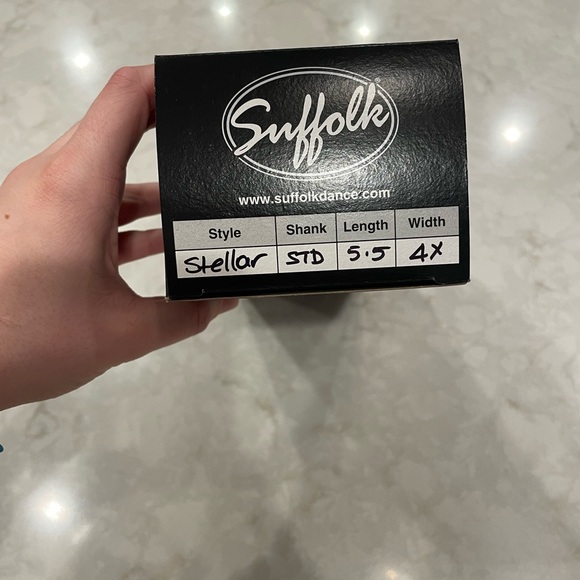 Suffolk
www.suffolkdance.com
Style Shank Length Width
Stellar STD 5.5 4X